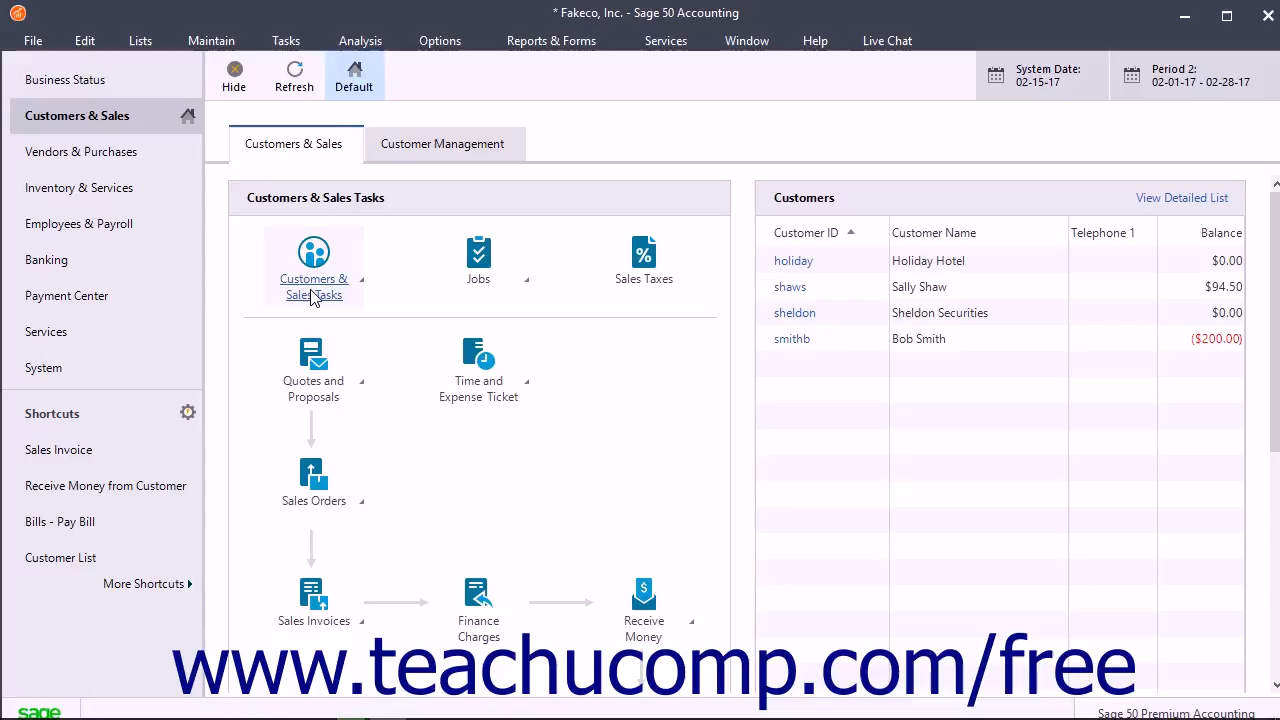 * Fakeco, Inc. - Sage 50 Accounting
File Edit Lists Maintain Tasks Analysis Options Reports & Forms Services Window Help Live Chat
Business Status
Customers & Sales
Vendors & Purchases
Inventory & Services
Employees & Payroll
Banking
Payment Center
Services
System
Shortcuts
Sales Invoice
Receive Money from Customer
Bills - Pay Bill
Customer List
More Shortcuts
Hide Refresh Default
System Date:
02-15-17
Period 2:
02-01-17 - 02-28-17
Customers & Sales Customer Management
Customers & Sales Tasks
Customers &
Sales Tasks
Jobs
Sales Taxes
Quotes and
Proposals
Time and
Expense Ticket
Sales Orders
Sales Invoices
Finance
Charges
Receive
Money
Customers View Detailed List
Customer ID Customer Name Telephone 1 Balance
holiday Holiday Hotel $0.00
shaws Sally Shaw $94.50
sheldon Sheldon Securities $0.00
smithb Bob Smith ($200.00)
www.teachucomp.com/free
sage
Sage 50 Premium Accounting